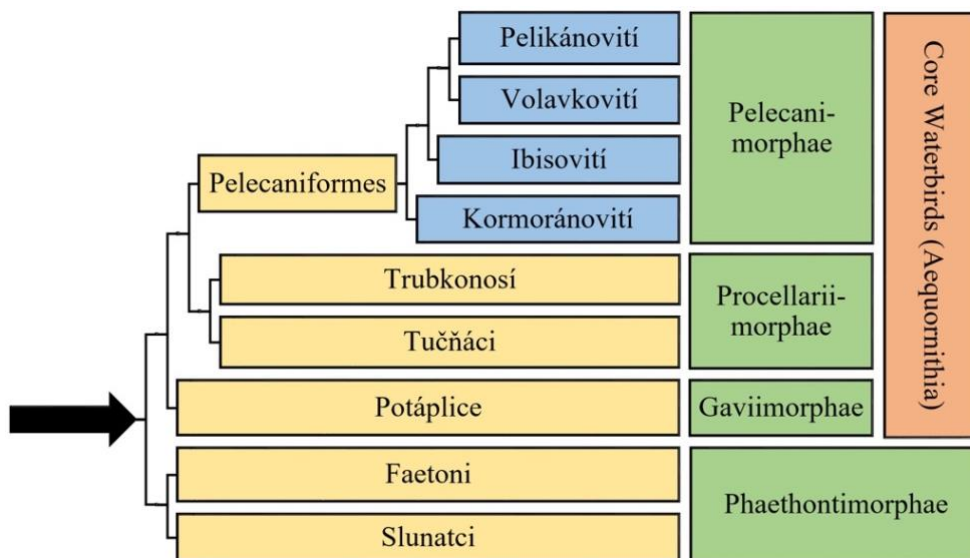 Pelikánovití
Volavkovití
Ibisovití
Kormoránovití
Pelecaniformes
Trubkonosí
Tučňáci
Potáplice
Faetoni
Slunatci
Pelecani-
morphae
Procellarii-
morphae
Gaviimorphae
Phaethontimorphae
Core Waterbirds (Aequornithia)